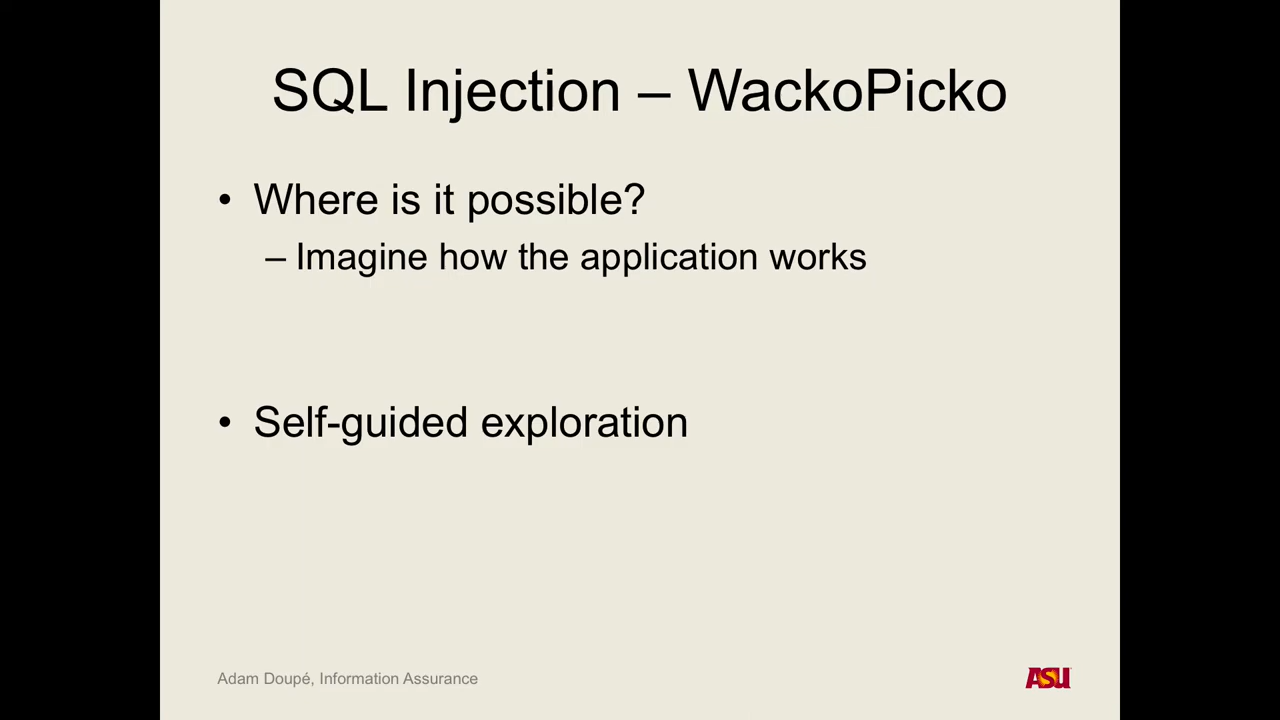 SQL Injection – WackoPicko
• Where is it possible?
– Imagine how the application works
• Self-guided exploration
Adam Doupé, Information Assurance
ASU